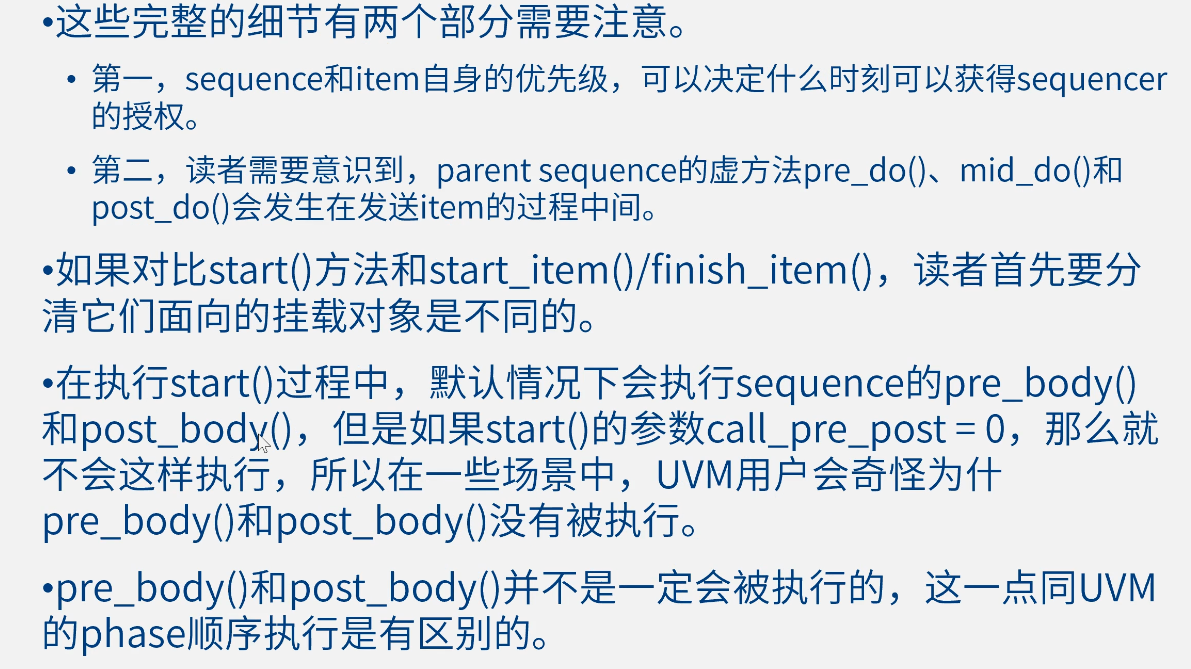 •这些完整的细节有两个部分需要注意。
• 第一，sequence和item自身的优先级，可以决定什么时刻可以获得sequencer
的授权。
• 第二，读者需要意识到，parent sequence的虚方法pre_do()、mid_do()和
post_do()会发生在发送item的过程中间。
•如果对比start()方法和start_item()/finish_item()，读者首先要分
清它们面向的挂载对象是不同的。
•在执行start()过程中，默认情况下会执行sequence的pre_body()
和post_body()，但是如果start()的参数call_pre_post = 0，那么就
不会这样执行，所以在一些场景中，UVM用户会奇怪为什
pre_body()和post_body()没有被执行。
•pre_body()和post_body()并不是一定会被执行的，这一点同UVM
的phase顺序执行是有区别的。